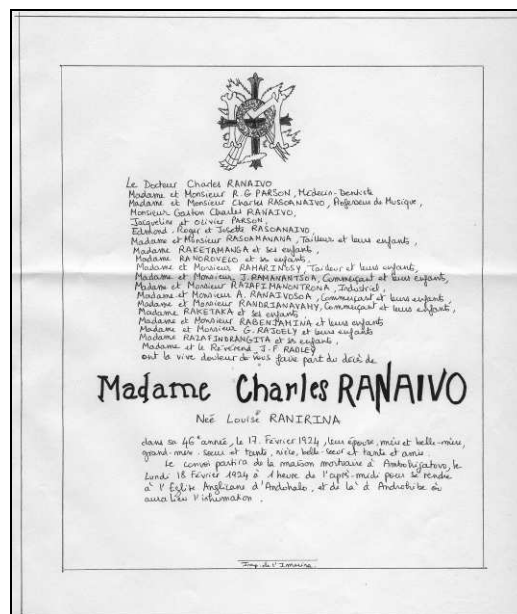 Le Docteur Charles RANAIVO
Madame et Monsieur R.G PARSON, Médecin-Dentiste
Madame et Monsieur Charles RASOANAIVO, Professeur de Musique,
Monsieur Gaston Charles RANAIVO,
Jacqueline et Olivier PARSON,
Edmond, Roger et Josette RASOANAIVO,
Madame et Monsieur RASOAMANANA, Tailleur et leurs enfants,
Madame RAKETAMANGA et ses enfants,
Madame RANOROVELO et ses enfants,
Madame et Monsieur RAHARINOSY, Tailleur et leurs enfants,
Madame et Monsieur J. RAMANANTSOA, Commerçant et leurs enfants,
Madame et Monsieur RAZAFIMANONTRONA, Industriel,
Madame et Monsieur A. RANAIVOSOA, Commerçant et leurs enfants,
Madame et Monsieur RANDRIANAYAMY, Commerçant et leurs enfants,
Madame RAKETAKA et ses enfants
Madame et Monsieur RABENJAMINA et leurs enfants
Madame et Monsieur G. RAJOELY et leurs enfants
Madame RAZAFINDRANGITA et ses enfants,
Madame et le Révérend J.F RADLEY
ont la vive douleur de vous faire part du décès de
Madame Charles RANAIVO
Neé Louise RANIRINA
dans sa 46e année, le 17 Février 1924, leur épouse, mère et belle-mère,
grand-mère, sœur et tante, nièce, belle-sœur et tante et amie.
Le convoi partira de la maison mortuaire à Ambohijatovo, le
Lundi 18 Février 1924 à 1 heure de l'après-midi pour se rendre
à l'Eglise Anglicane d'Andohalo, et de là à Androhibe où
aura lieu l'inhumation.
Imp. de l'Imerina